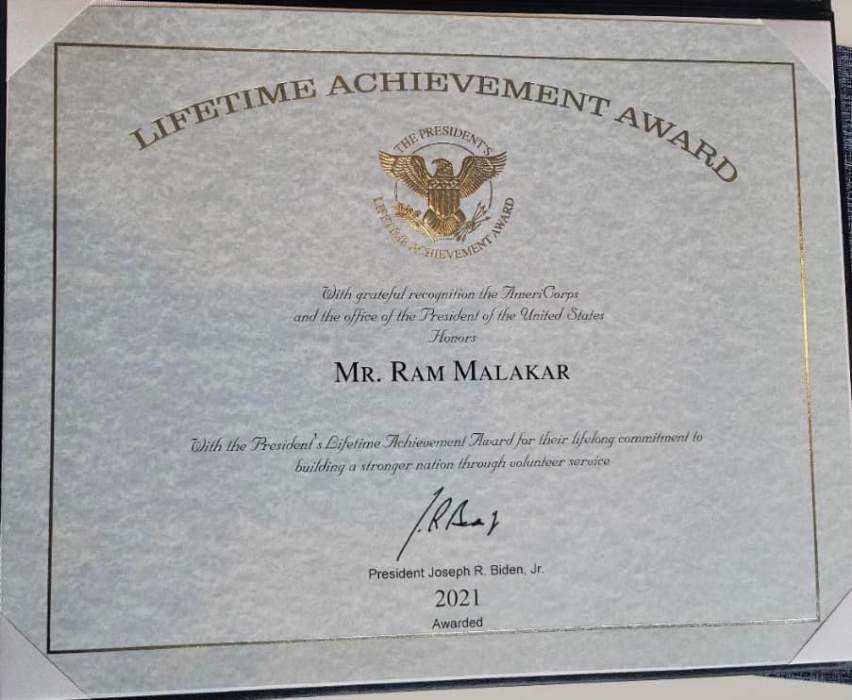 LIFETIME ACHIEVEMENT AWARD
THE PRESIDENT'S
LIFETIME ACHIEVEMENT AWARD
With grateful recognition the AmeriCorps
and the office of the President of the United States
Honors
MR. RAM MALAKAR
With the President's Lifetime Achievement Award for their lifelong commitment to
building a stronger nation through volunteer service
President Joseph R. Biden, Jr.
2021
Awarded